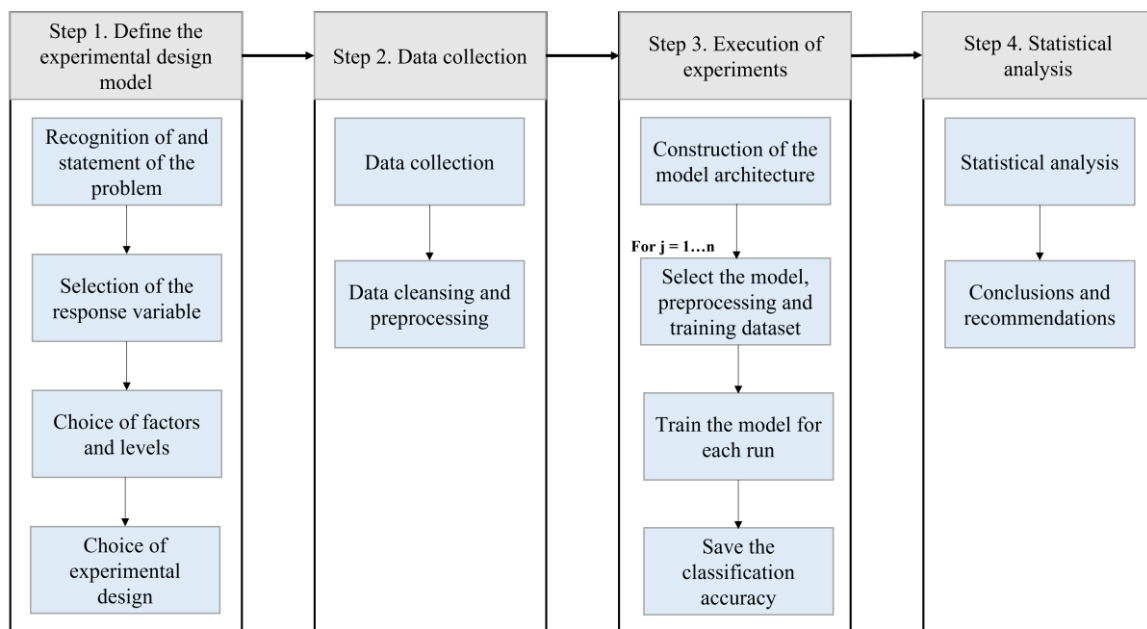 Step 1. Define the
experimental design
model
Recognition of and
statement of the
problem
Selection of the
response variable
Choice of factors
and levels
Choice of
experimental
design
Step 2. Data collection
Data collection
Data cleansing and
preprocessing
Step 3. Execution of
experiments
Construction of the
model architecture
For j = 1…n
Select the model,
preprocessing and
training dataset
Train the model for
each run
Save the
classification
accuracy
Step 4. Statistical
analysis
Statistical analysis
Conclusions and
recommendations